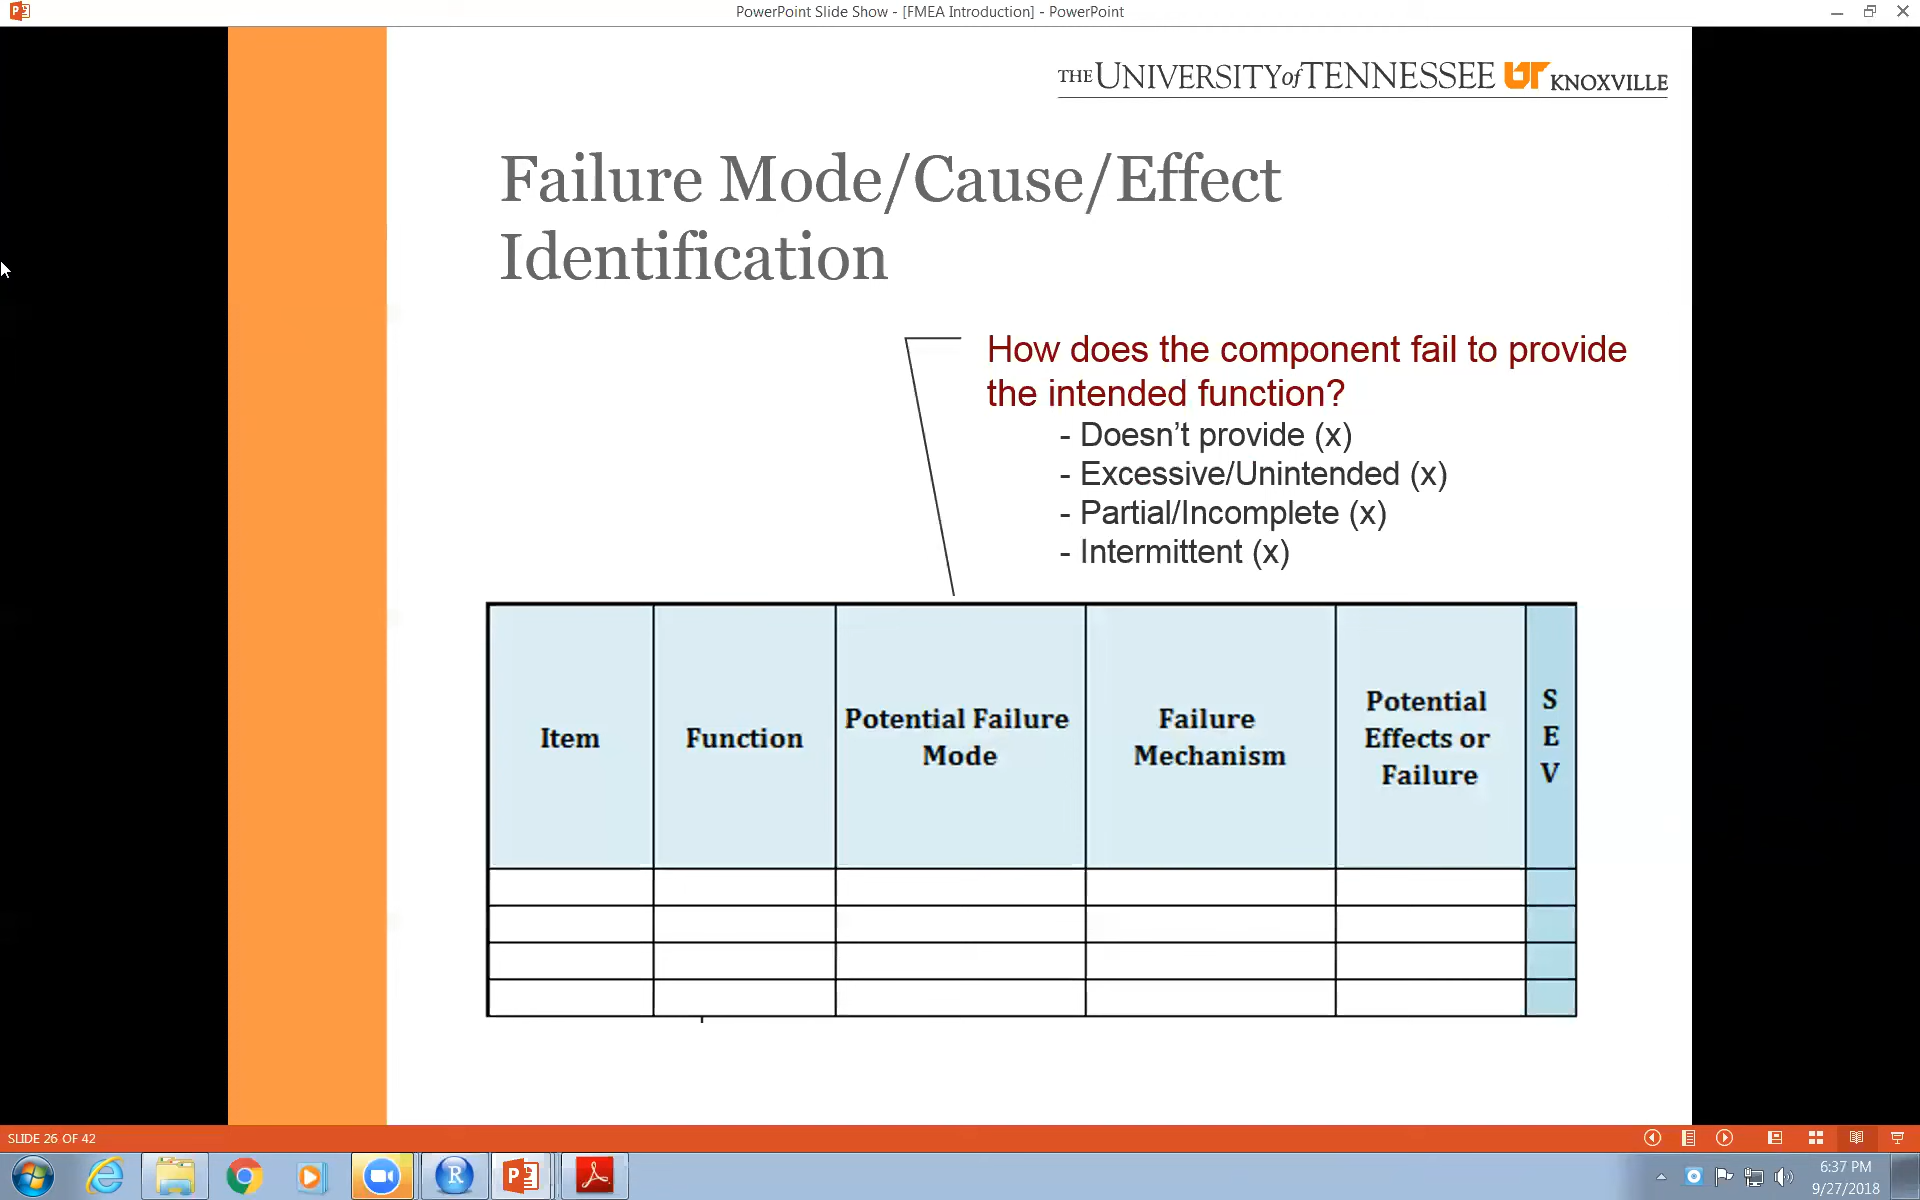 PowerPoint Slide Show - [FMEA Introduction] - PowerPoint
THE UNIVERSITY of TENNESSEE UT KNOXVILLE
Failure Mode/Cause/Effect
Identification
How does the component fail to provide
the intended function?
- Doesn't provide (x)
- Excessive/Unintended (x)
- Partial/Incomplete (x)
- Intermittent (x)
Item
Function
Potential Failure
Mode
Failure
Mechanism
Potential
Effects or
Failure
S
E
V
SLIDE 26 OF 42
6:37 PM
9/27/2018